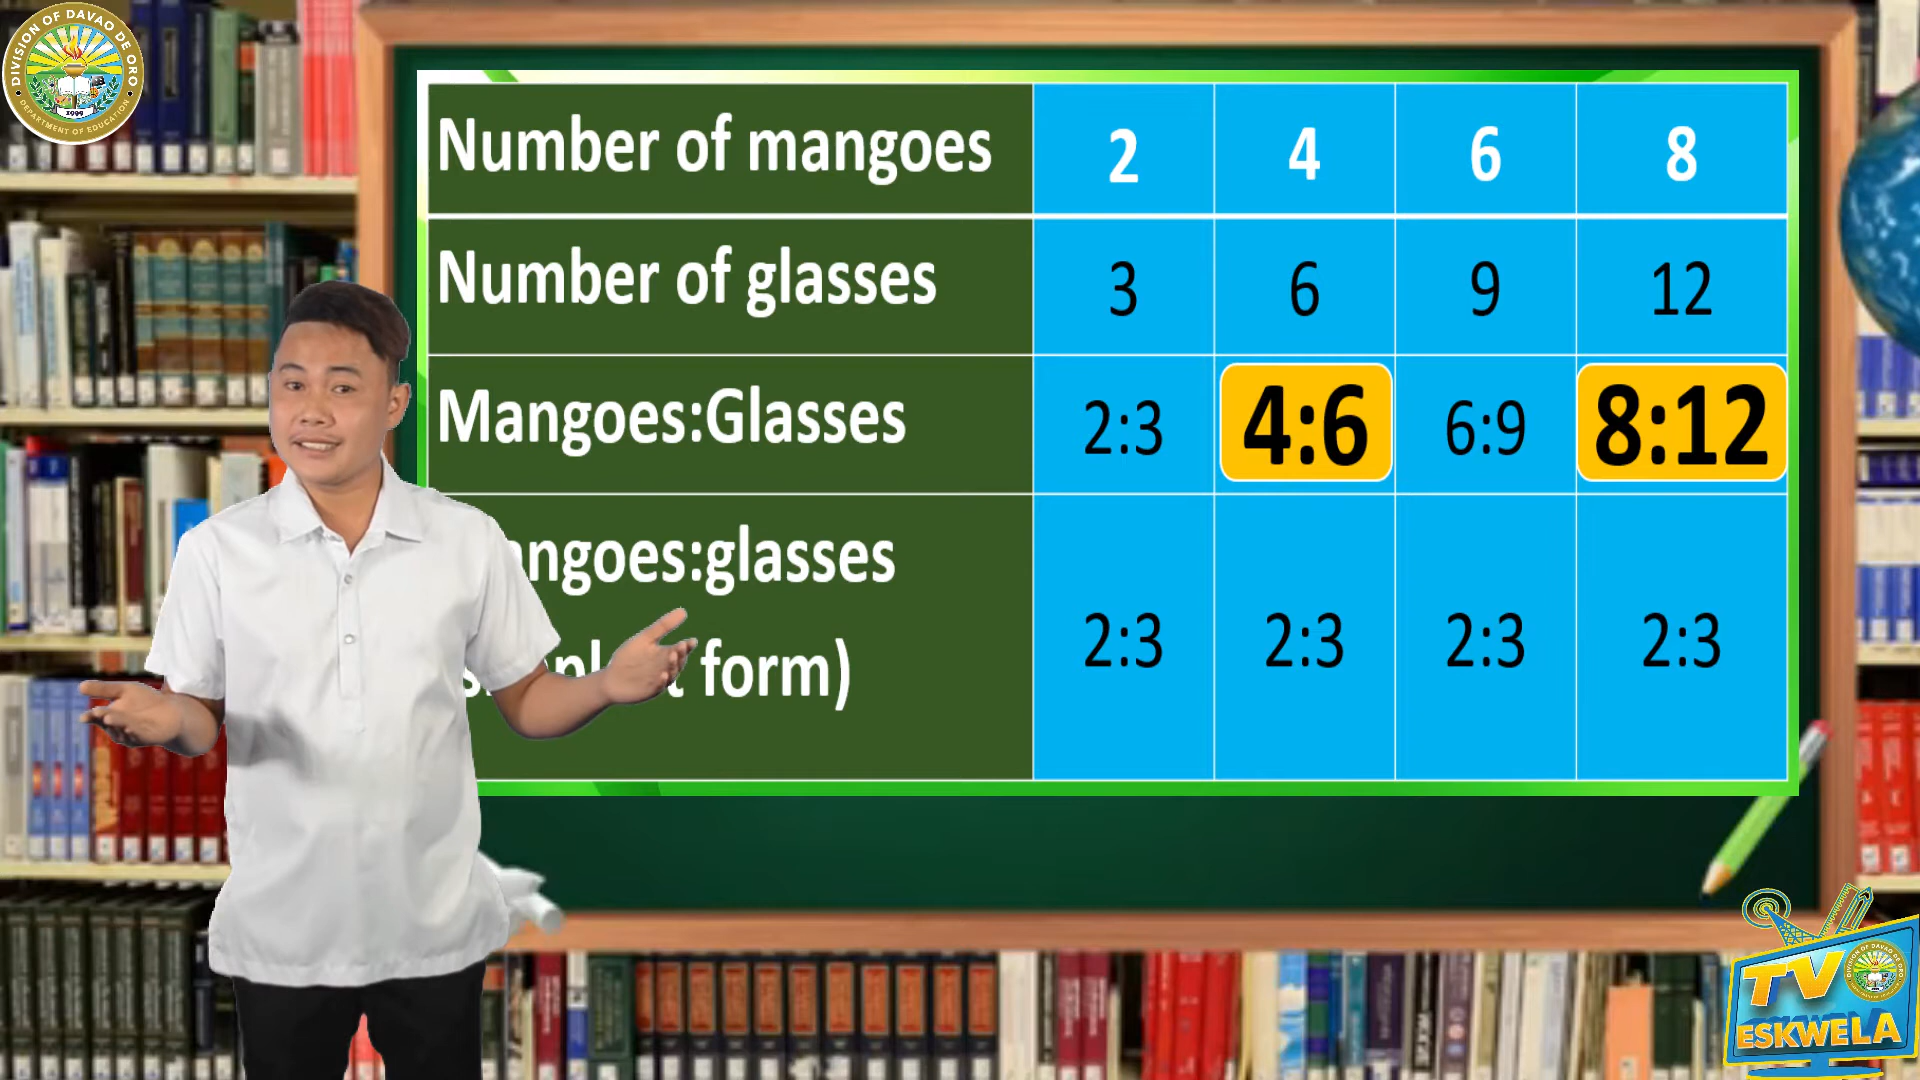 DIVISION OF DAVAO DE ORO
DEPARTMENT OF EDUCATION
1999
Number of mangoes 2 4 6 8
Number of glasses 3 6 9 12
Mangoes:Glasses 2:3 4:6 6:9 8:12
form) 2:3 2:3 2:3 2:3
TV
ESKWELA